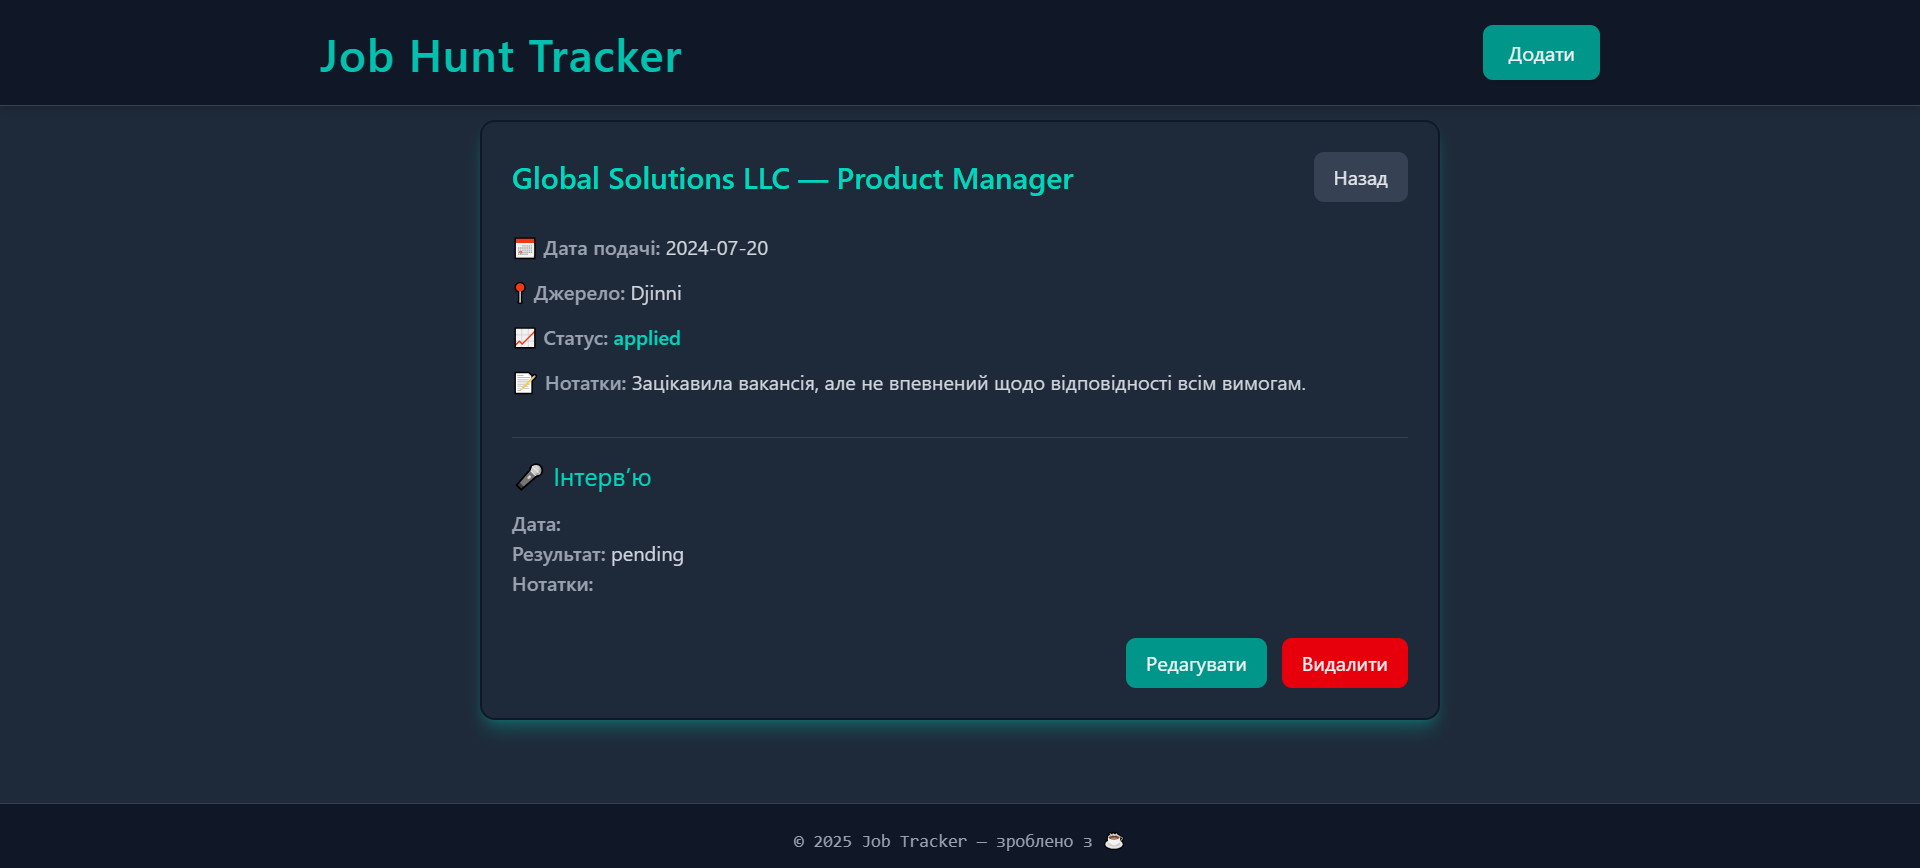 Job Hunt Tracker
Додати
Global Solutions LLC — Product Manager
Назад
Дата подачі: 2024-07-20
Джерело: Djinni
Статус: applied
Нотатки: Зацікавила вакансія, але не впевнений щодо відповідності всім вимогам.
Інтерв’ю
Дата:
Результат: pending
Нотатки:
Редагувати
Видалити
© 2025 Job Tracker — зроблено з ☕